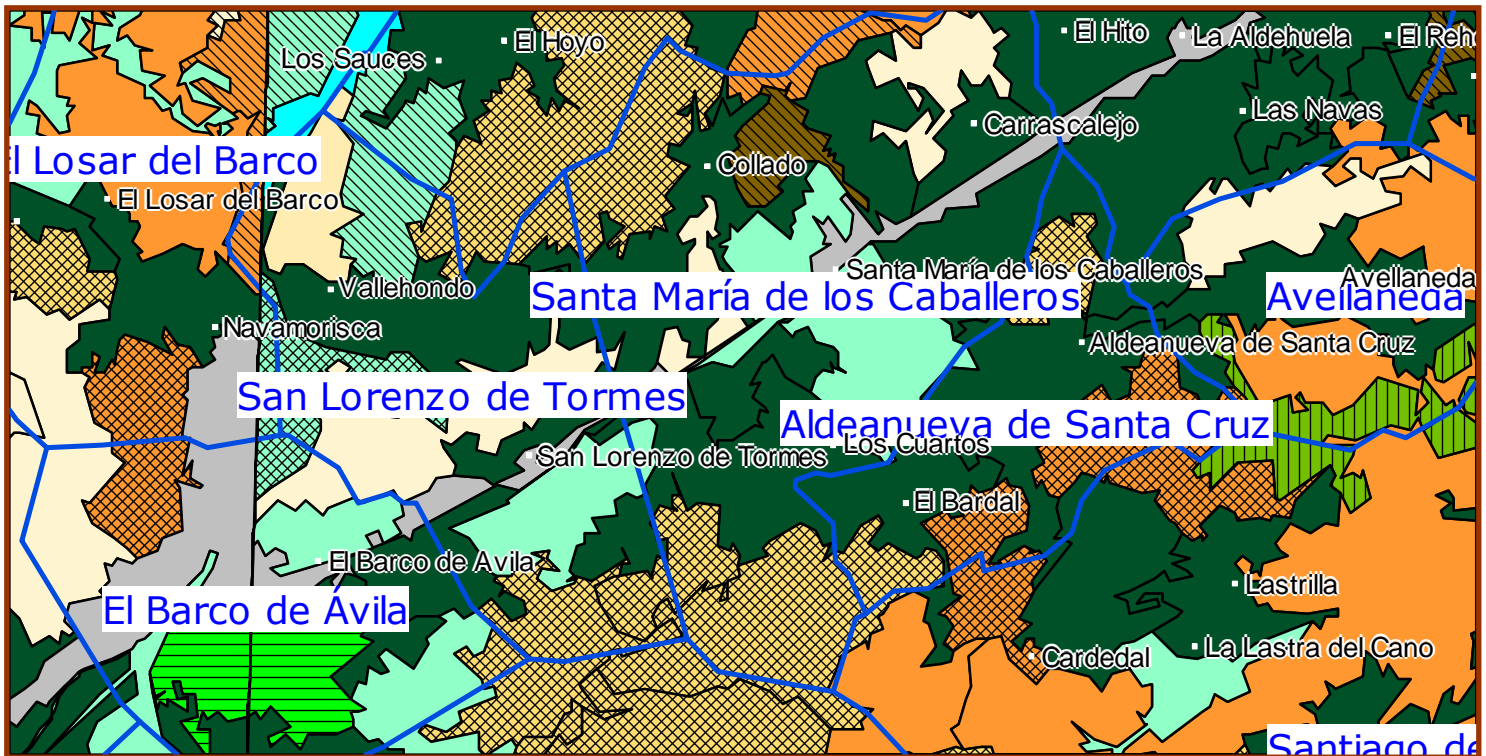 El Hito
La Aldehuela
El Reh
El Hoyo
Los Sauces
Las Navas
Carrascalejo
El Losar del Barco
Collado
El Losar del Barco
Santa María de los Caballeros
Avellaneda
Vallehondo
Santa María de los Caballeros
Avellaneda
Navamorisca
Aldeanueva de Santa Cruz
San Lorenzo de Tormes
Aldeanueva de Santa Cruz
Los Cuartos
San Lorenzo de Tormes
El Bardal
El Barco de Avila
Lastrilla
El Barco de Ávila
La Lastra del Cano
Cardedal
Santiago de